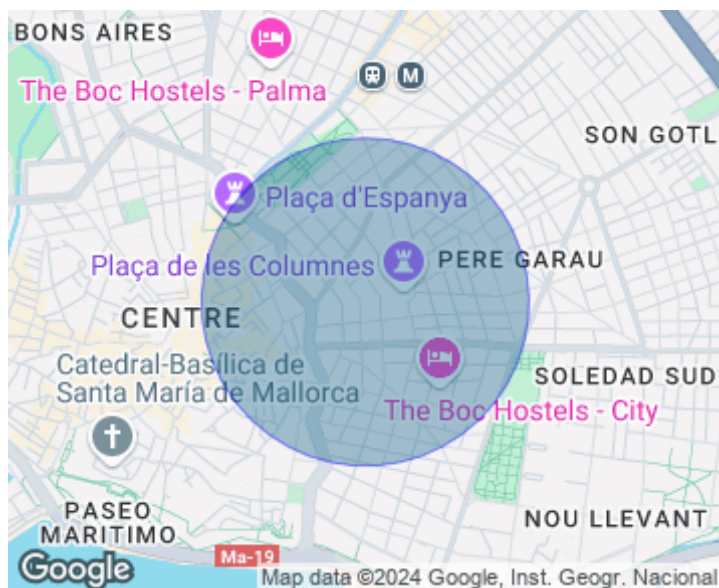 BONS AIRES
The Boc Hostels - Palma
M
SON GOTL
Plaça d'Espanya
Plaça de les Columnes
PERE GARAU
CENTRE
Catedral-Basílica de
Santa María de Mallorca
SOLEDAD SUD
The Boc Hostels - City
PASEO
MARITIMO
NOU LLEVANT
Ma-19
Google
Map data ©2024 Google, Inst. Geogr. Nacional